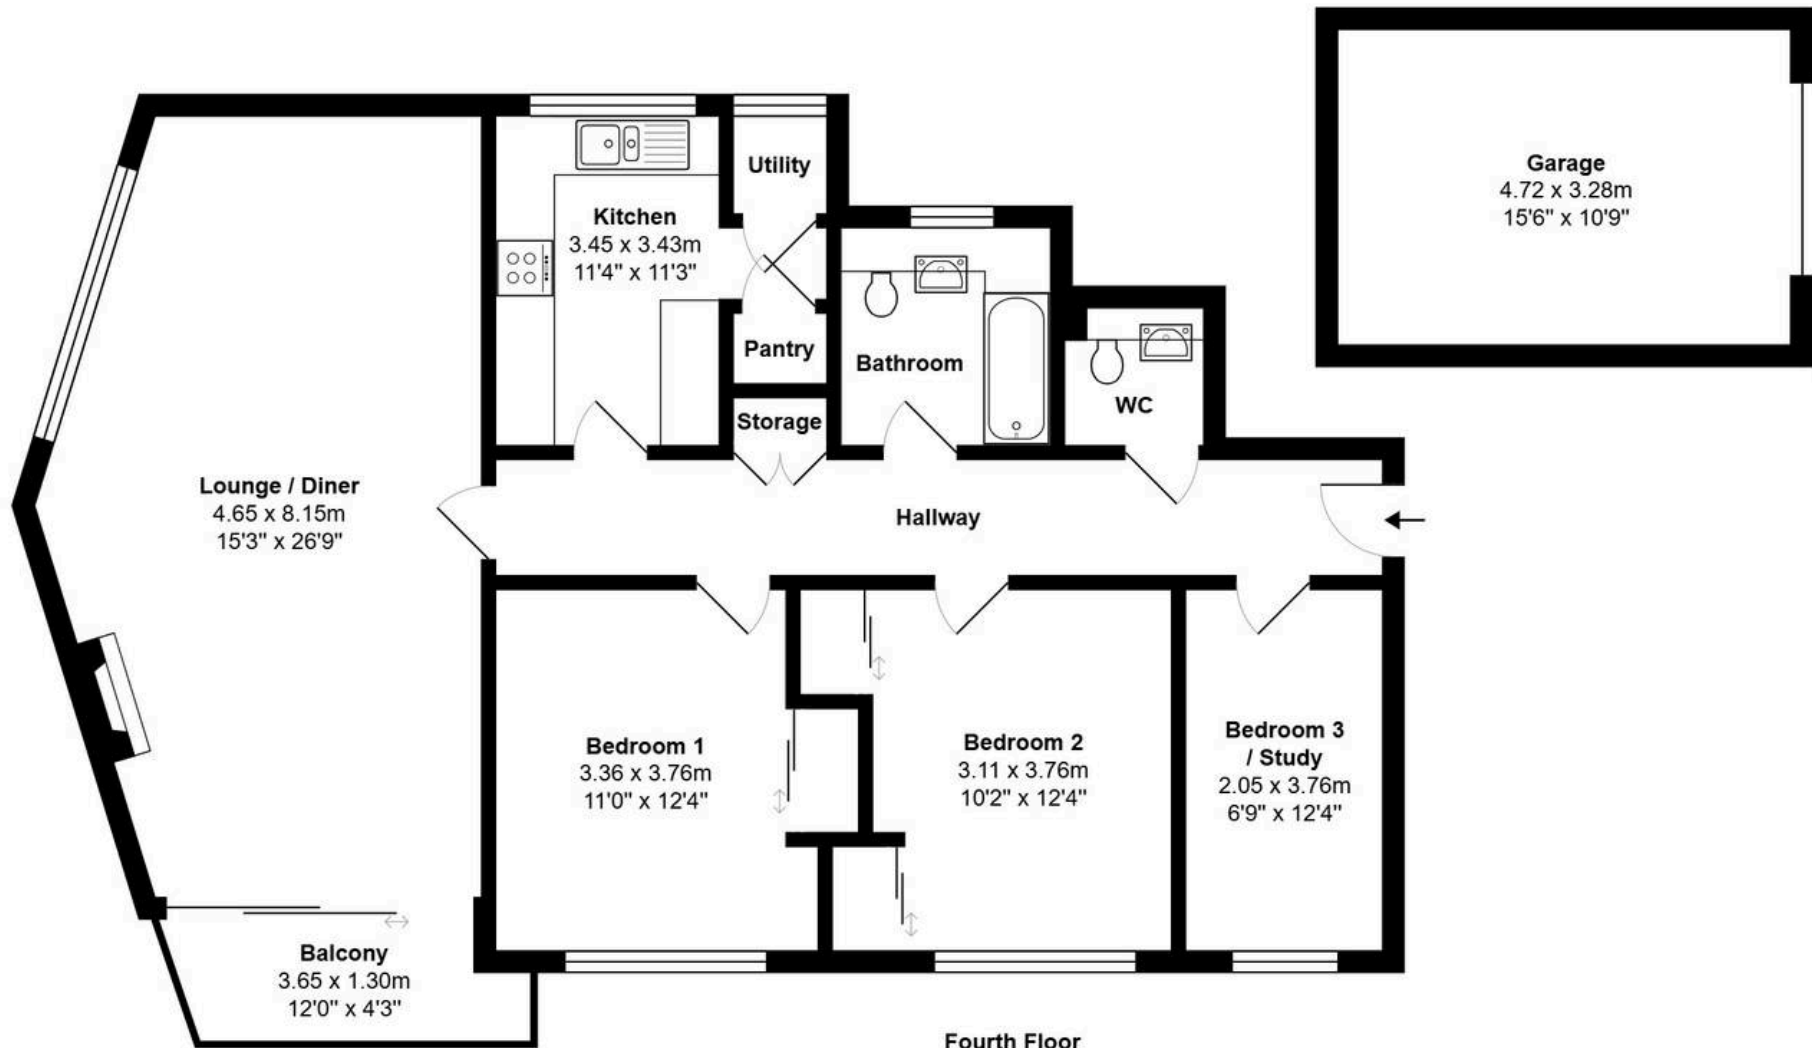 Garage
4.72 x 3.28m
15'6" x 10'9"
Utility
Kitchen
3.45 x 3.43m
11'4" x 11'3"
Pantry
Bathroom
WC
Storage
Lounge / Diner
4.65 x 8.15m
15'3" x 26'9"
Hallway
Bedroom 1
3.36 x 3.76m
11'0" x 12'4"
Bedroom 2
3.11 x 3.76m
10'2" x 12'4"
Bedroom 3
/ Study
2.05 x 3.76m
6'9" x 12'4"
Balcony
3.65 x 1.30m
12'0" x 4'3"
Fourth Floor